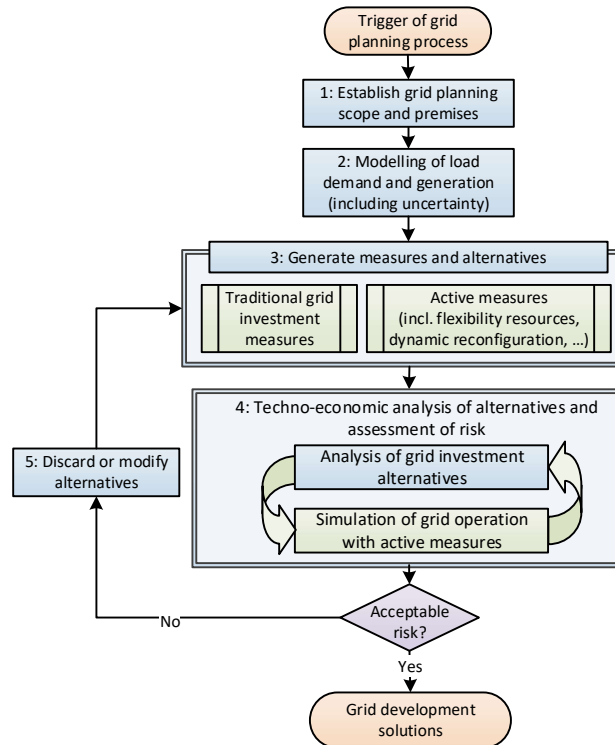 Trigger of grid
planning process
1: Establish grid planning
scope and premises
2: Modelling of load
demand and generation
(including uncertainty)
3: Generate measures and alternatives
Traditional grid
investment
measures
Active measures
(incl. flexibility resources,
dynamic reconfiguration, ...)
4: Techno-economic analysis of alternatives and
assessment of risk
Analysis of grid investment
alternatives
Simulation of grid operation
with active measures
5: Discard or modify
alternatives
Acceptable
risk?
No
Yes
Grid development
solutions